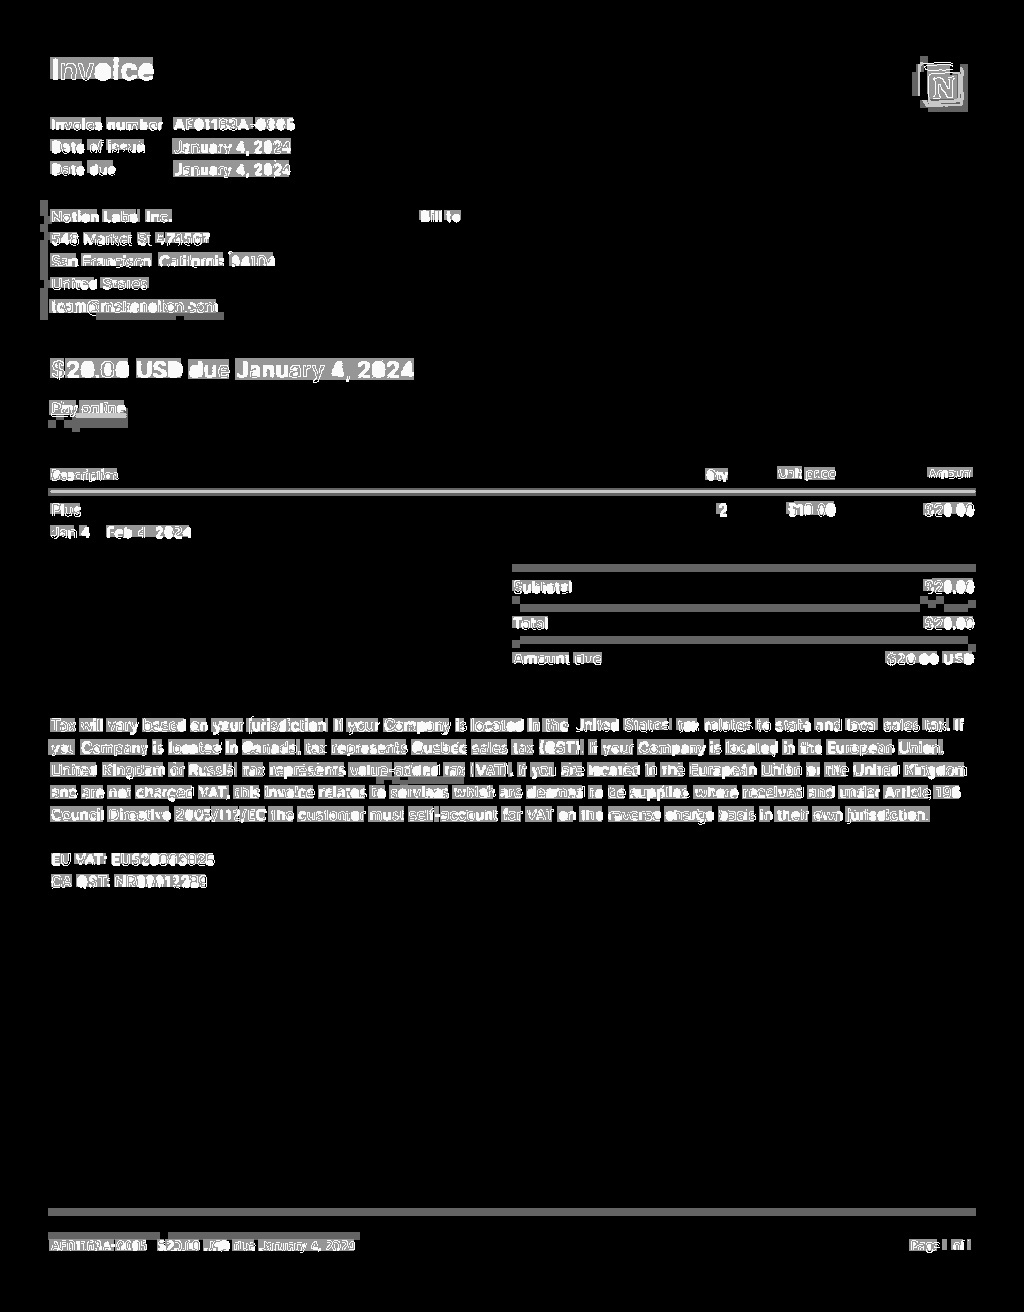 Invoice
N
Invoice number
Date of issue January 4, 2024
Date due January 4, 2024
Notion Labs, Inc.
Bill to
548 Market St #74567
San Francisco, California 94104
United States
team@makenotion.com
$20.00 USD due January 4, 2024
Pay online
Description Qty Unit price Amount
Plus 2 $10.00 $20.00
Jan 4 – Feb 4, 2024
Subtotal $20.00
Total $20.00
Amount due $20.00 USD
Tax will vary based on your jurisdiction. If your Company is located in the United States, tax relates to state and local sales tax. If
you Company is located in Canada, tax represents Quebec sales tax (QST). If your Company is located in the European Union,
United Kingdom or Russia, tax represents value-added tax (VAT). If you are located in the European Union or the United Kingdom
and are not charged VAT, this invoice relates to services which are deemed to be supplied where received and under Article 196
Council Directive 2006/112/EC the customer must self-account for VAT on the reverse charge basis in their own jurisdiction.
EU VAT:
CA QST:
$20.00 USD due January 4, 2024
Page 1 of 1